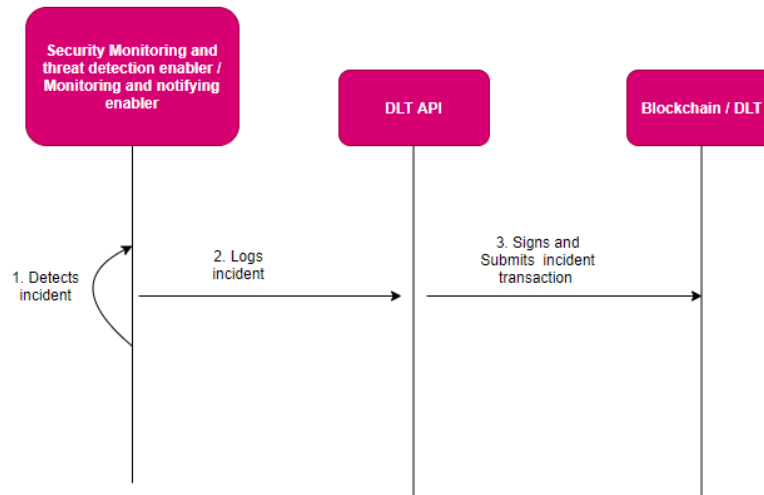 Security Monitoring and
threat detection enabler /
Monitoring and notifying
enabler
DLT API
Blockchain / DLT
1. Detects
incident
2. Logs
incident
3. Signs and
Submits incident
transaction